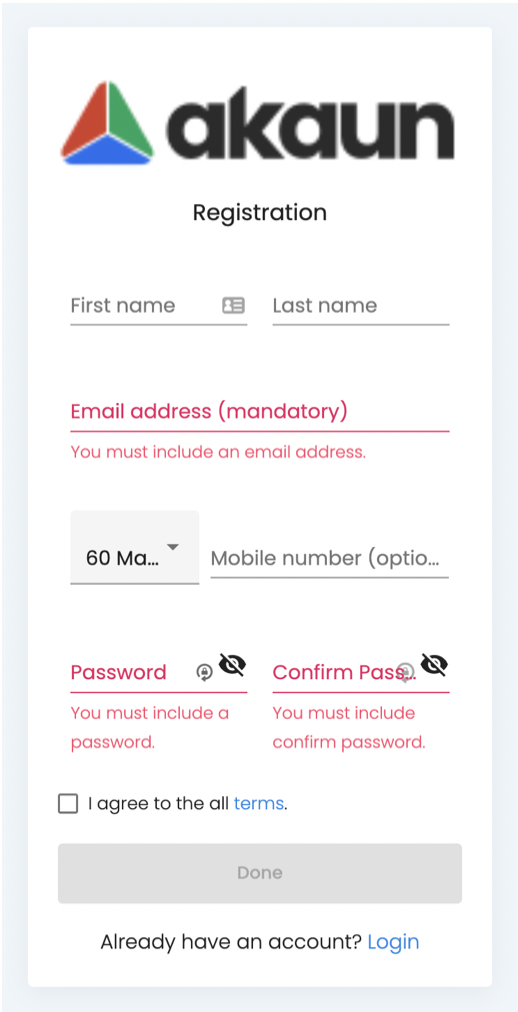 akaun
Registration
First name Last name
Email address (mandatory)
You must include an email address.
60 Ma... Mobile number (optio...
Password Confirm Pass...
You must include a password.
You must include confirm password.
I agree to the all terms.
Done
Already have an account? Login